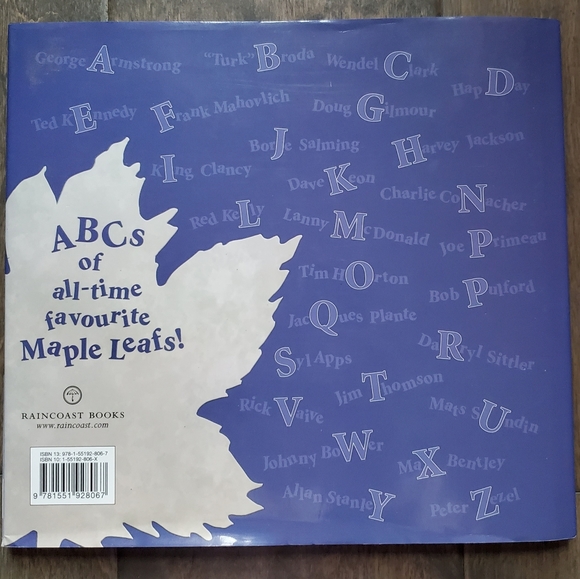 George Armstrong
"Turk" Broda
Wendel Clark
Hap Day
Ted Kennedy
Frank Mahovlich
Doug Gilmour
Borje Salming
Harvey Jackson
King Clancy
Dave Keon
Charlie Conacher
Red Kelly
Lanny McDonald
Joe Primeau
Tim Horton
Bob Pulford
JacQues Plante
Syl Apps
Darryl Sittler
Jim Thomson
Rick Vaive
Mats Sundin
Johnny Bower
Max Bentley
Allan Stanley
Peter Zezel
ABCs
of
all-time
favourite
Maple Leafs!
RAINCOAST BOOKS
www.raincoast.com
ISBN 13: 978-1-55192-806-7
ISBN 10: 1-55192-806-X
9 781551 928067